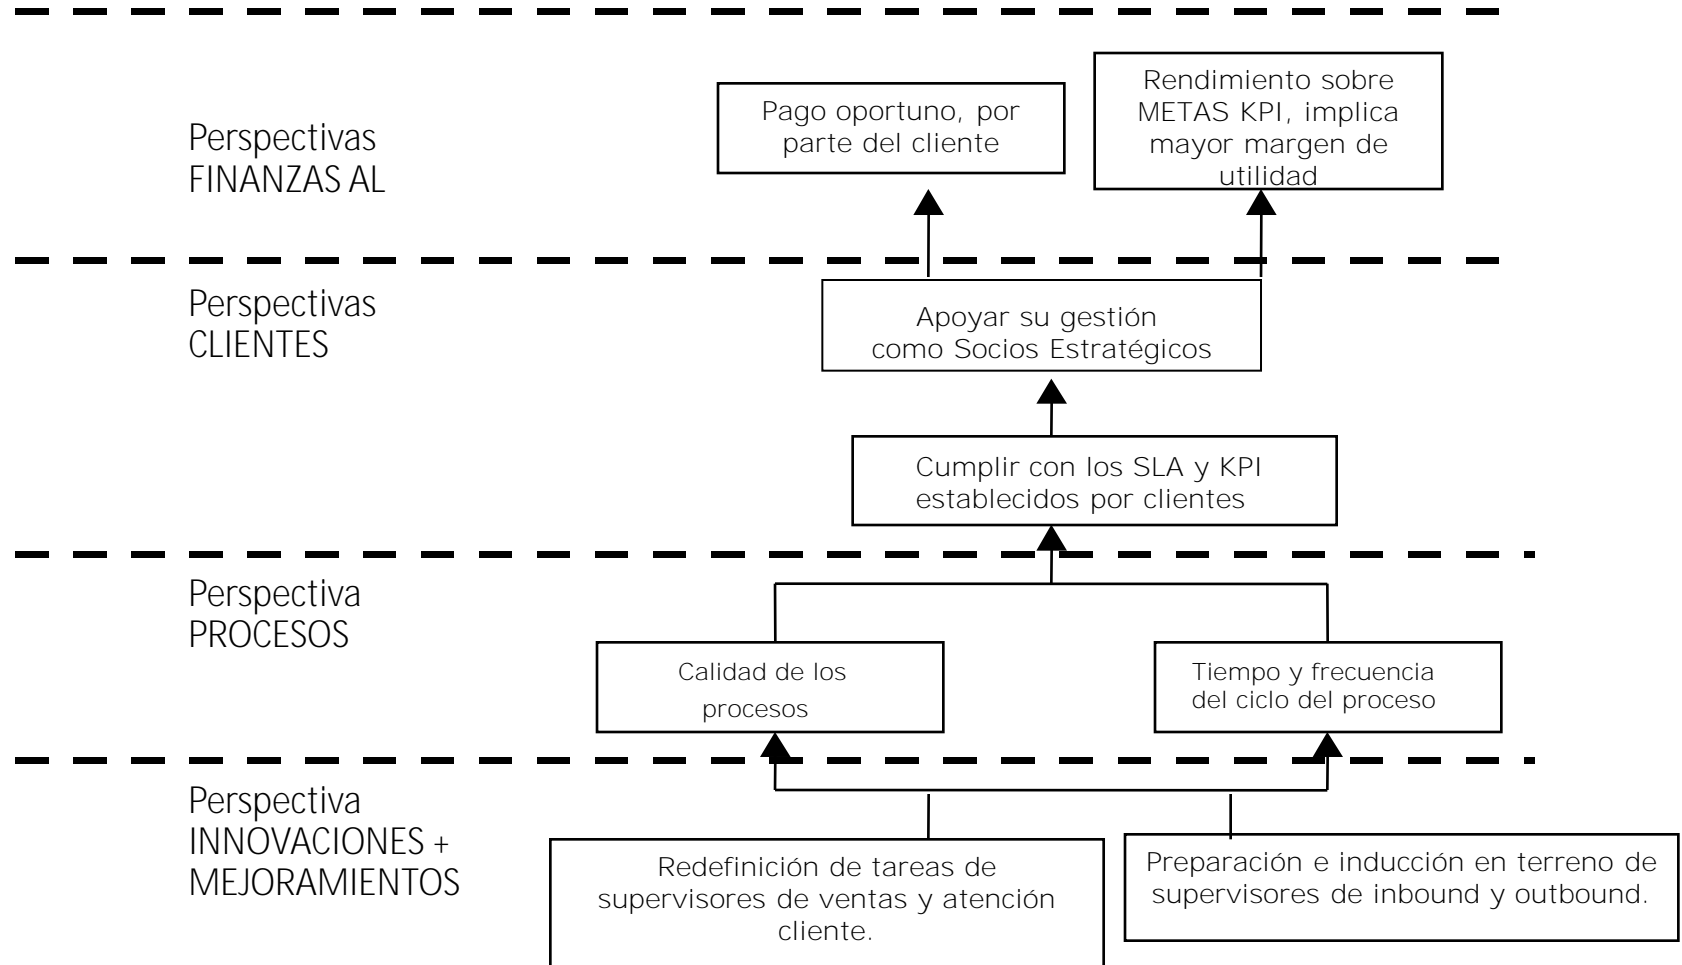 Perspectivas
FINANZAS AL
Pago oportuno, por
parte del cliente
Rendimiento sobre
METAS KPI, implica
mayor margen de
utilidad
Perspectivas
CLIENTES
Apoyar su gestión
como Socios Estratégicos
Cumplir con los SLA y KPI
establecidos por clientes
Perspectiva
PROCESOS
Calidad de los
procesos
Tiempo y frecuencia
del ciclo del proceso
Perspectiva
INNOVACIONES +
MEJORAMIENTOS
Redefinición de tareas de
supervisores de ventas y atención
cliente.
Preparación e inducción en terreno de
supervisores de inbound y outbound.